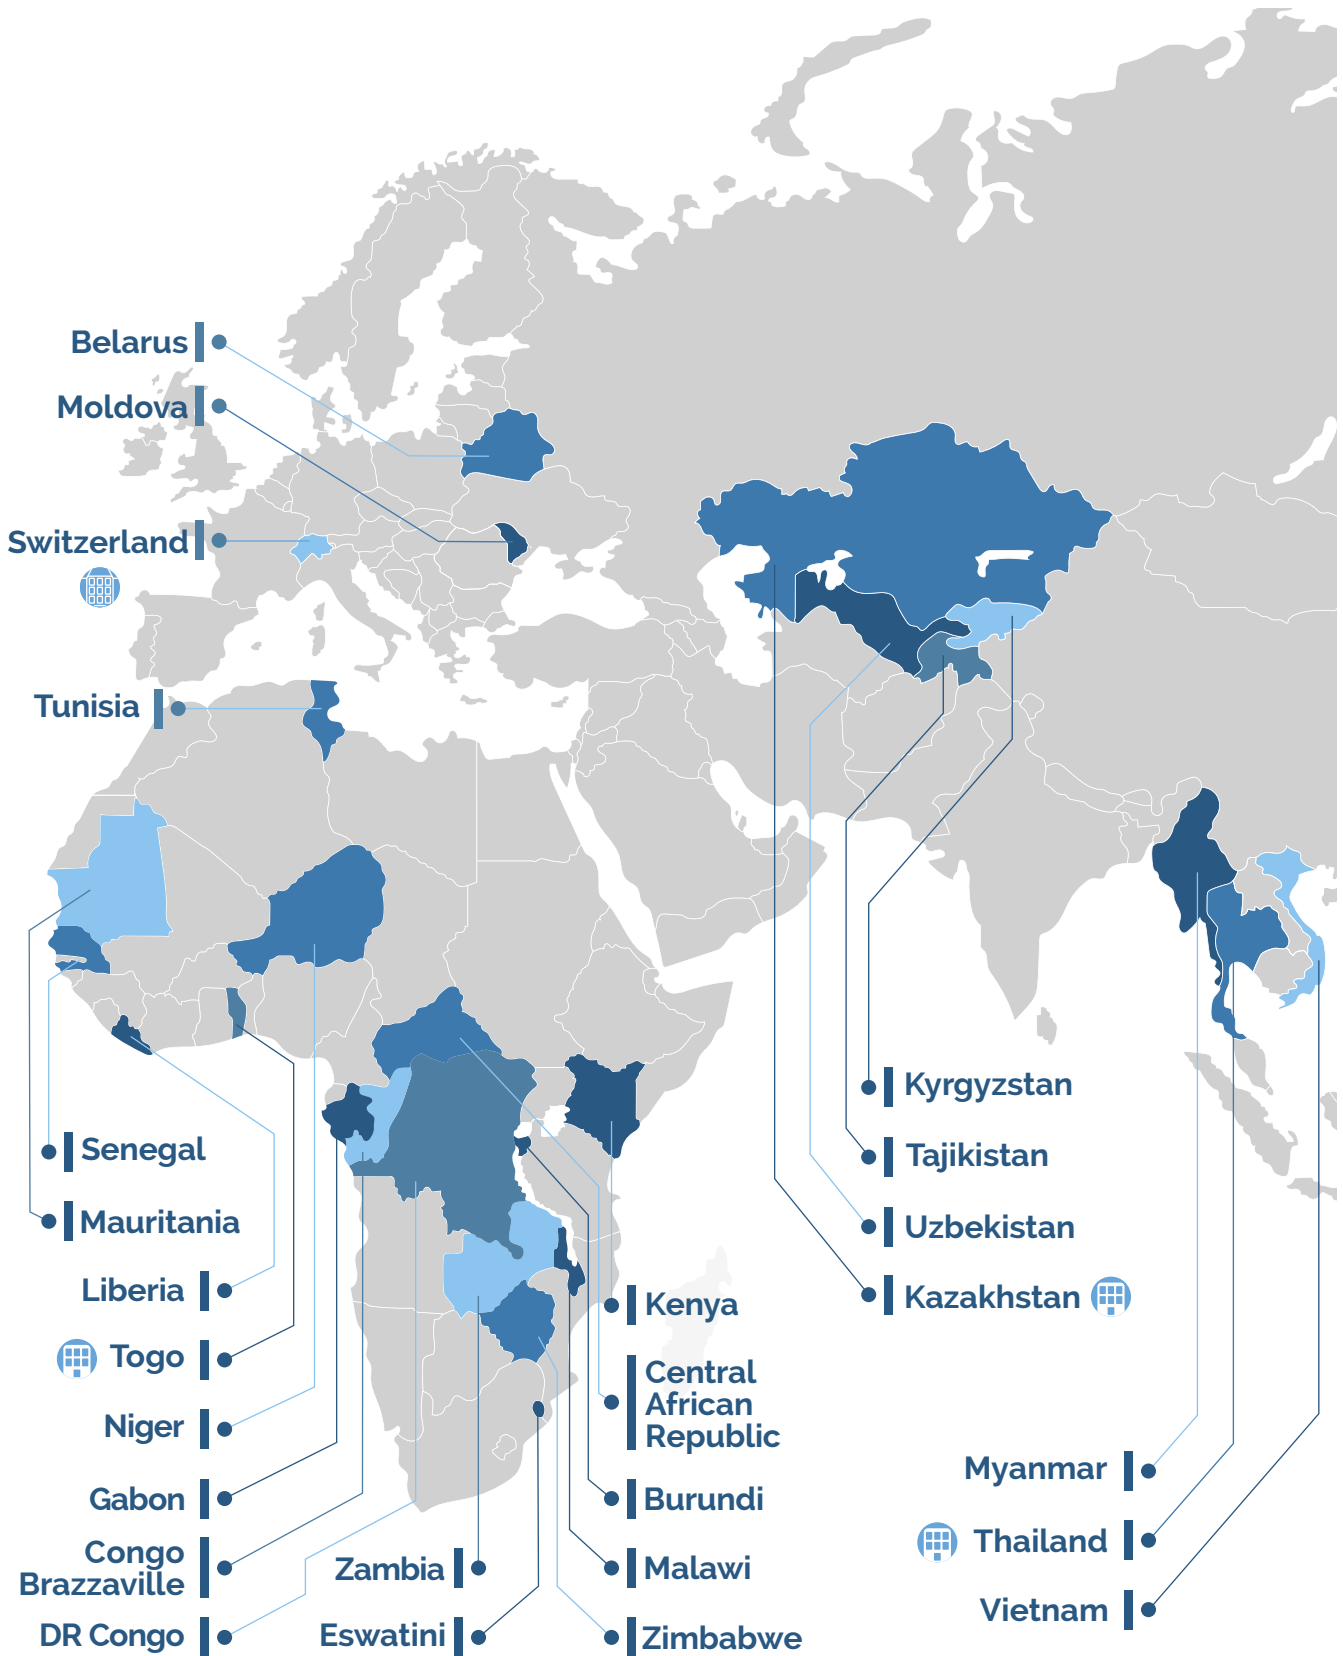 Belarus
Moldova
Switzerland
Tunisia
Senegal
Mauritania
Liberia
Togo
Niger
Gabon
Congo
Brazzaville
DR Congo
Zambia
Eswatini
Kenya
Central
African
Republic
Burundi
Malawi
Zimbabwe
Kyrgyzstan
Tajikistan
Uzbekistan
Kazakhstan
Myanmar
Thailand
Vietnam